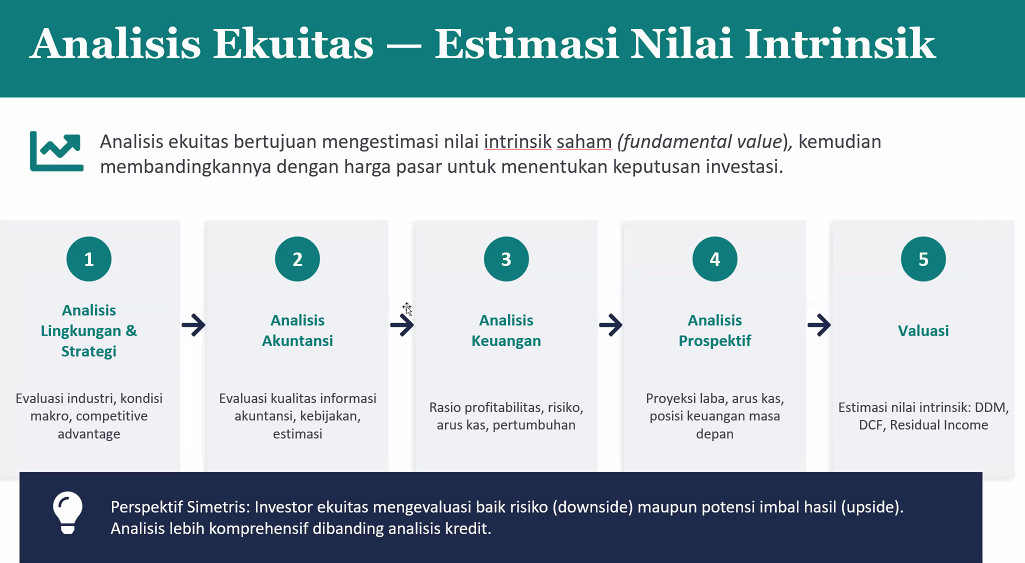 Analisis Ekuitas — Estimasi Nilai Intrinsik
Analisis ekuitas bertujuan mengestimasi nilai intrinsik saham (fundamental value), kemudian
membandingkannya dengan harga pasar untuk menentukan keputusan investasi.
1
Analisis
Lingkungan &
Strategi
Evaluasi industri, kondisi
makro, competitive
advantage
2
Analisis
Akuntansi
Evaluasi kualitas informasi
akuntansi, kebijakan,
estimasi
3
Analisis
Keuangan
Rasio profitabilitas, risiko,
arus kas, pertumbuhan
4
Analisis
Prospektif
Proyeksi laba, arus kas,
posisi keuangan masa
depan
5
Valuasi
Estimasi nilai intrinsik: DDM,
DCF, Residual Income
Perspektif Simetris: Investor ekuitas mengevaluasi baik risiko (downside) maupun potensi imbal hasil (upside).
Analisis lebih komprehensif dibanding analisis kredit.